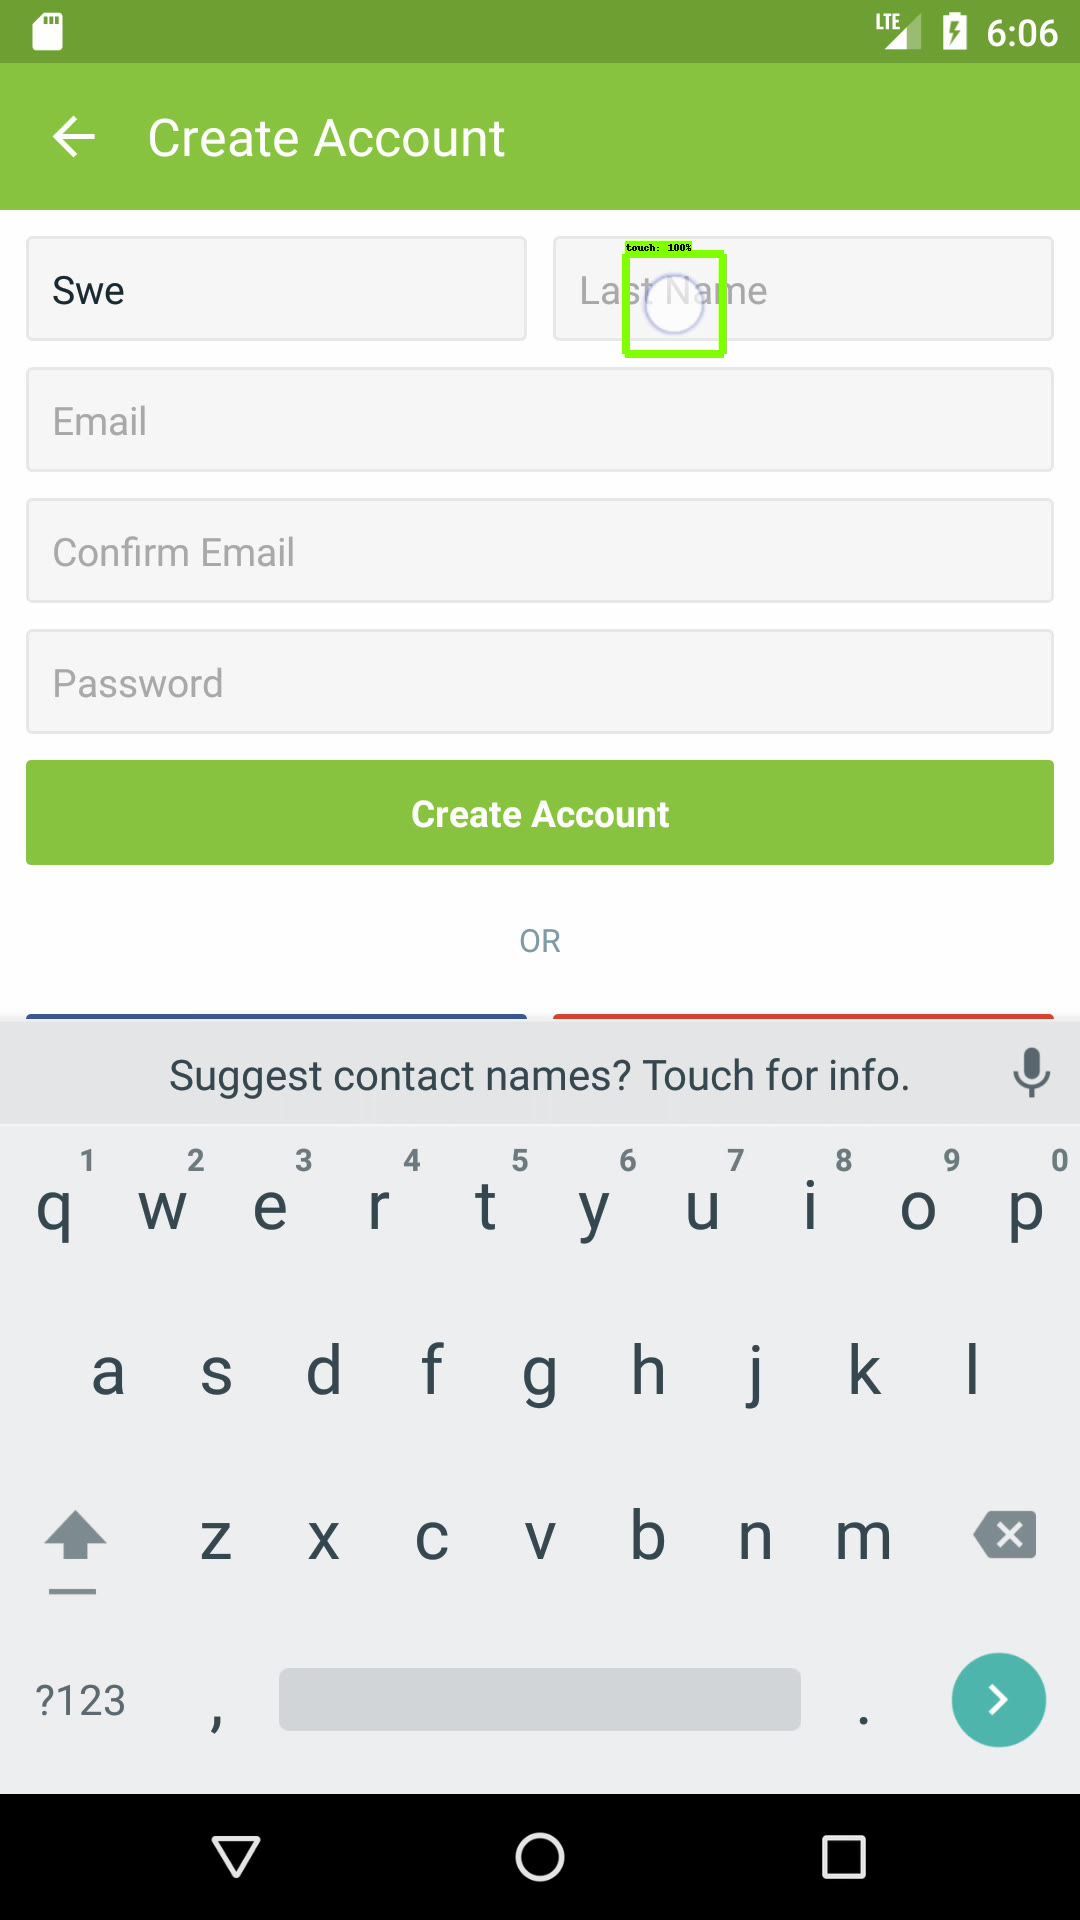 LTE 6:06
Create Account
touch: 100%
Swe Last Name
Email
Confirm Email
Password
Create Account
OR
Suggest contact names? Touch for info.
1 2 3 4 5 6 7 8 9 0
q w e r t y u i o p
a s d f g h j k l
z x c v b n m
?123 , .